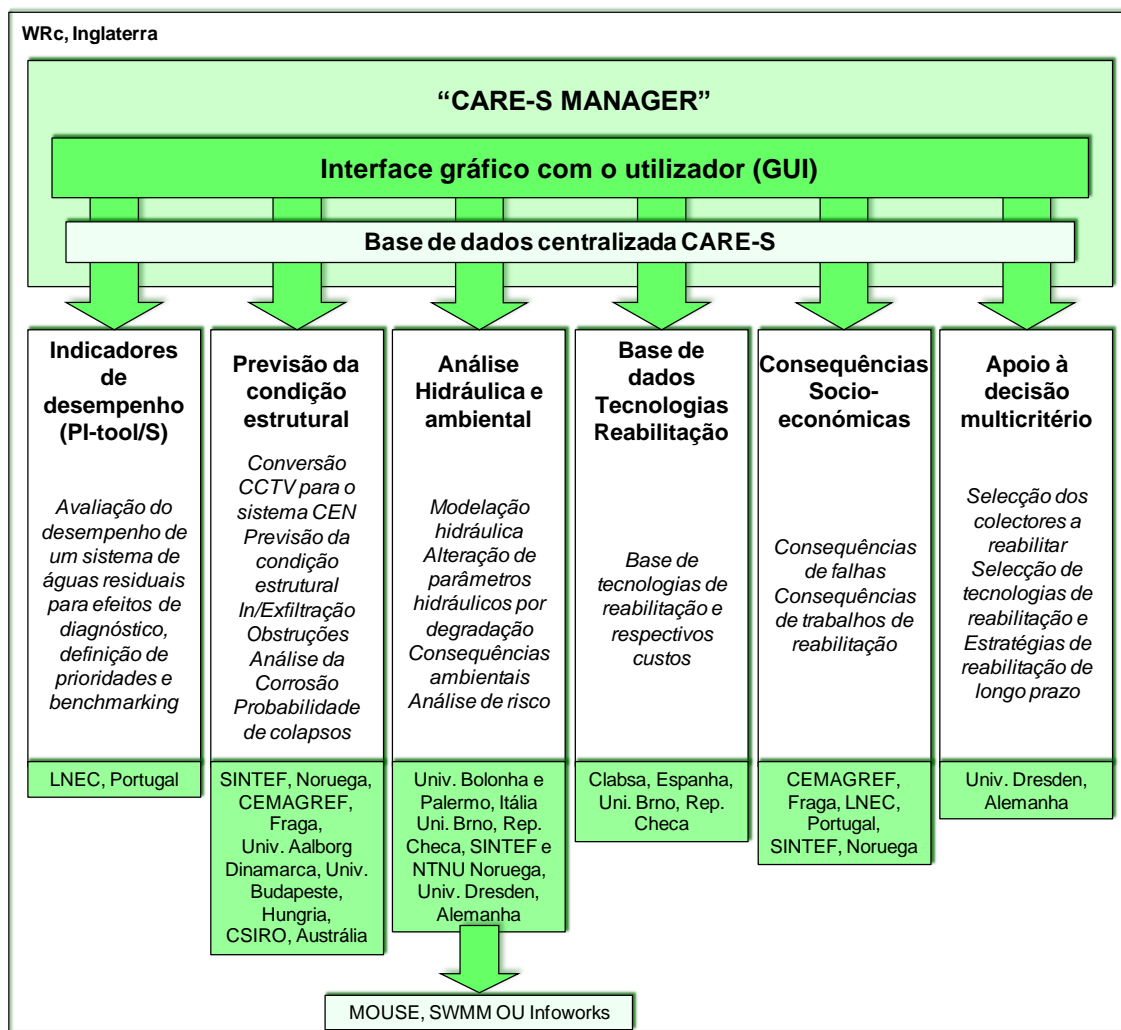 WRc, Inglaterra
“CARE-S MANAGER”
Interface gráfico com o utilizador (GUI)
Base de dados centralizada CARE-S
Indicadores
de
desempenho
(PI-tool/S)
Avaliação do
desempenho de
um sistema de
águas residuais
para efeitos de
diagnóstico,
definição de
prioridades e
benchmarking
LNEC, Portugal
Previsão da
condição
estrutural
Conversão
CCTV para o
sistema CEN
Previsão da
condição
estrutural
In/Exfiltração
Obstruções
Análise da
Corrosão
Probabilidade
de colapsos
SINTEF, Noruega,
CEMAGREF,
Fraga,
Univ. Aalborg
Dinamarca, Univ.
Budapeste,
Hungria,
CSIRO, Austrália
Análise
Hidráulica e
ambiental
Modelação
hidráulica
Alteração de
parâmetros
hidráulicos por
degradação
Consequências
ambientais
Análise de risco
Univ. Bolonha e
Palermo, Itália
Uni. Brno, Rep.
Checa, SINTEF e
NTNU Noruega,
Univ. Dresden,
Alemanha
MOUSE, SWMM OU Infoworks
Base de
dados
Tecnologias
Reabilitação
Base de
tecnologias de
reabilitação e
respectivos
custos
Clabsa, Espanha,
Uni. Brno, Rep.
Checa
Consequências
Socio-
económicas
Consequências
de falhas
Consequências
de trabalhos de
reabilitação
CEMAGREF,
Fraga, LNEC,
Portugal,
SINTEF, Noruega
Apoio à
decisão
multicritério
Selecção dos
colectores a
reabilitar
Selecção de
tecnologias de
reabilitação e
Estratégias de
reabilitação de
longo prazo
Univ. Dresden,
Alemanha